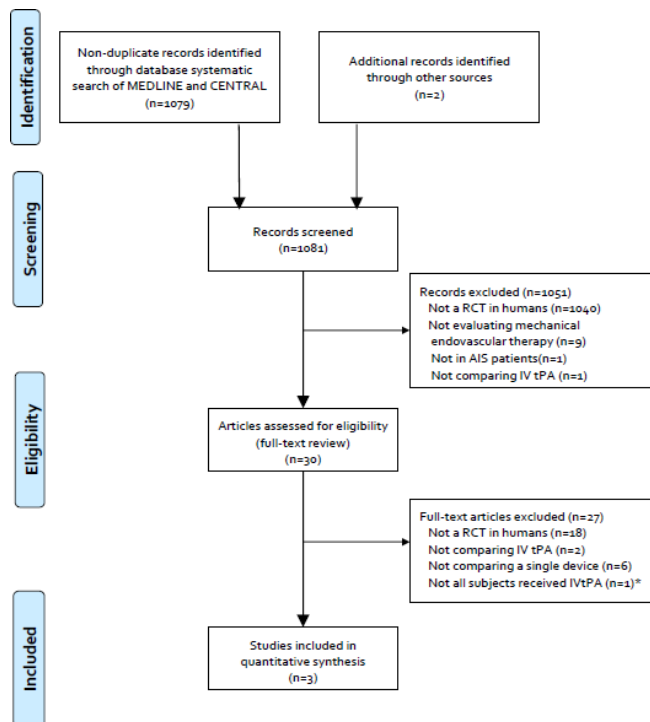 Identification
Non-duplicate records identified
through database systematic
search of MEDLINE and CENTRAL
(n=1079)
Additional records identified
through other sources
(n=2)
Screening
Records screened
(n=1081)
Records excluded (n=1051)
Not a RCT in humans (n=1040)
Not evaluating mechanical
endovascular therapy (n=9)
Not in AIS patients(n=1)
Not comparing IV tPA (n=1)
Eligibility
Articles assessed for eligibility
(full-text review)
(n=30)
Full-text articles excluded (n=27)
Not a RCT in humans (n=18)
Not comparing IV tPA (n=2)
Not comparing a single device (n=6)
Not all subjects received IVtPA (n=1)*
Included
Studies included in
quantitative synthesis
(n=3)